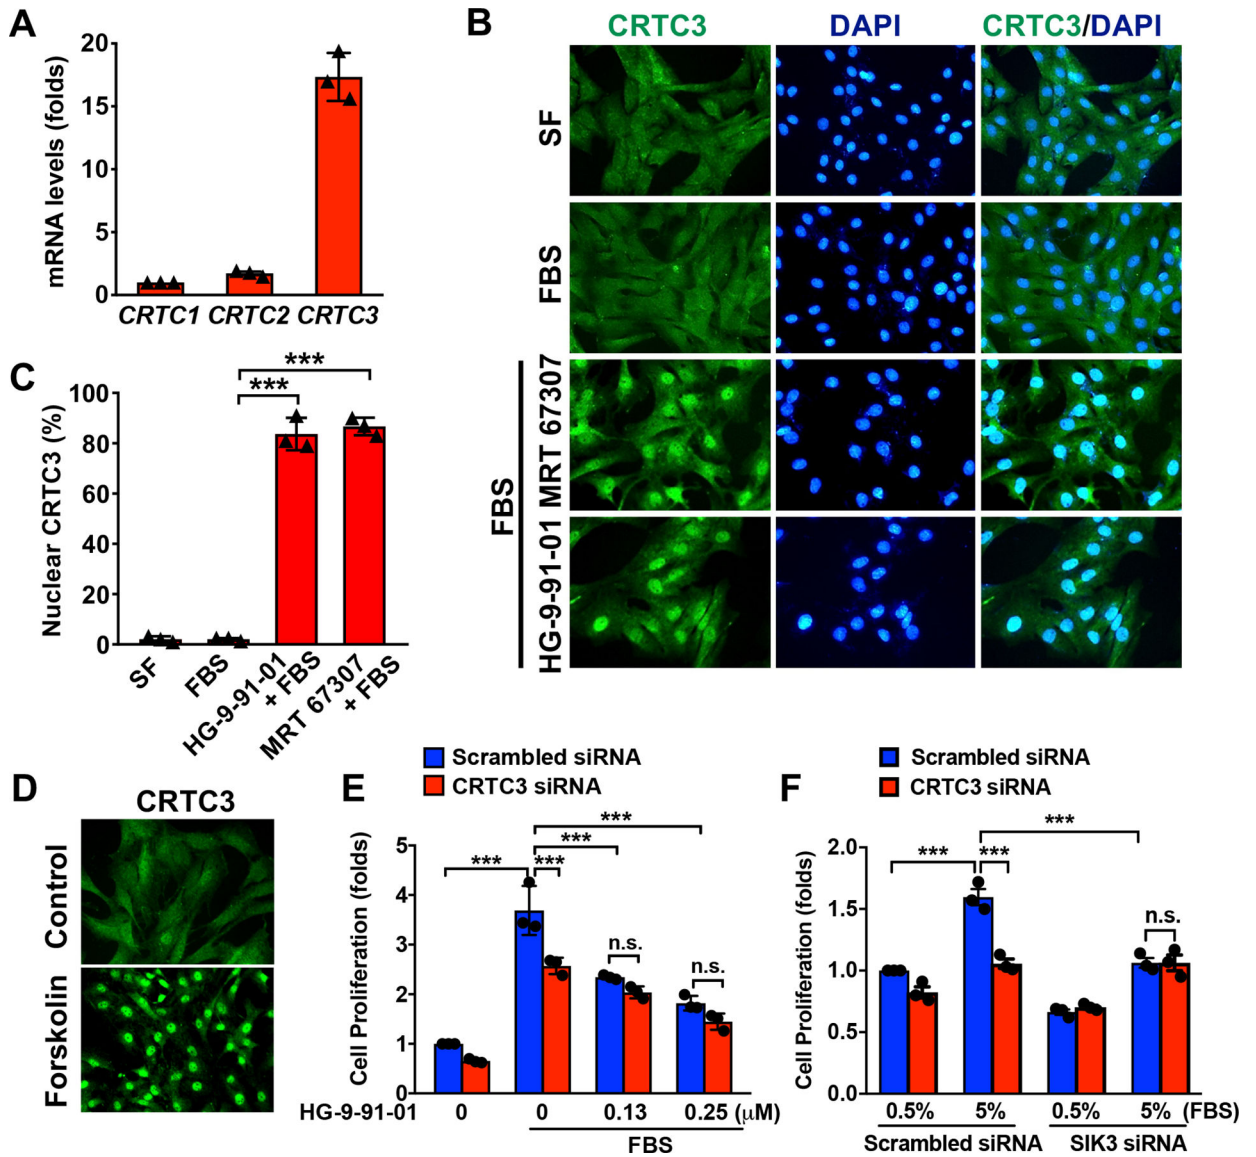 A
mRNA levels (folds)
20
15
10
5
0
CRTC1 CRTC2 CRTC3
B
CRTC3 DAPI CRTC3/DAPI
SF
FBS
MRT 67307
HG-9-91-01
FBS
C
Nuclear CRTC3 (%)
100
80
60
40
20
0
***
***
SF
FBS
HG-9-91-01
+ FBS
MRT 67307
+ FBS
D
CRTC3
Control
Forskolin
E
Scrambled siRNA
CRTC3 siRNA
Cell Proliferation (folds)
5
4
3
2
1
0
***
***
***
***
n.s.
n.s.
HG-9-91-01 0 0 0.13 0.25 (μM)
FBS
F
Scrambled siRNA
CRTC3 siRNA
Cell Proliferation (folds)
2.0
1.5
1.0
0.5
0.0
***
***
***
n.s.
0.5% 5% 0.5% 5% (FBS)
Scrambled siRNA SIK3 siRNA